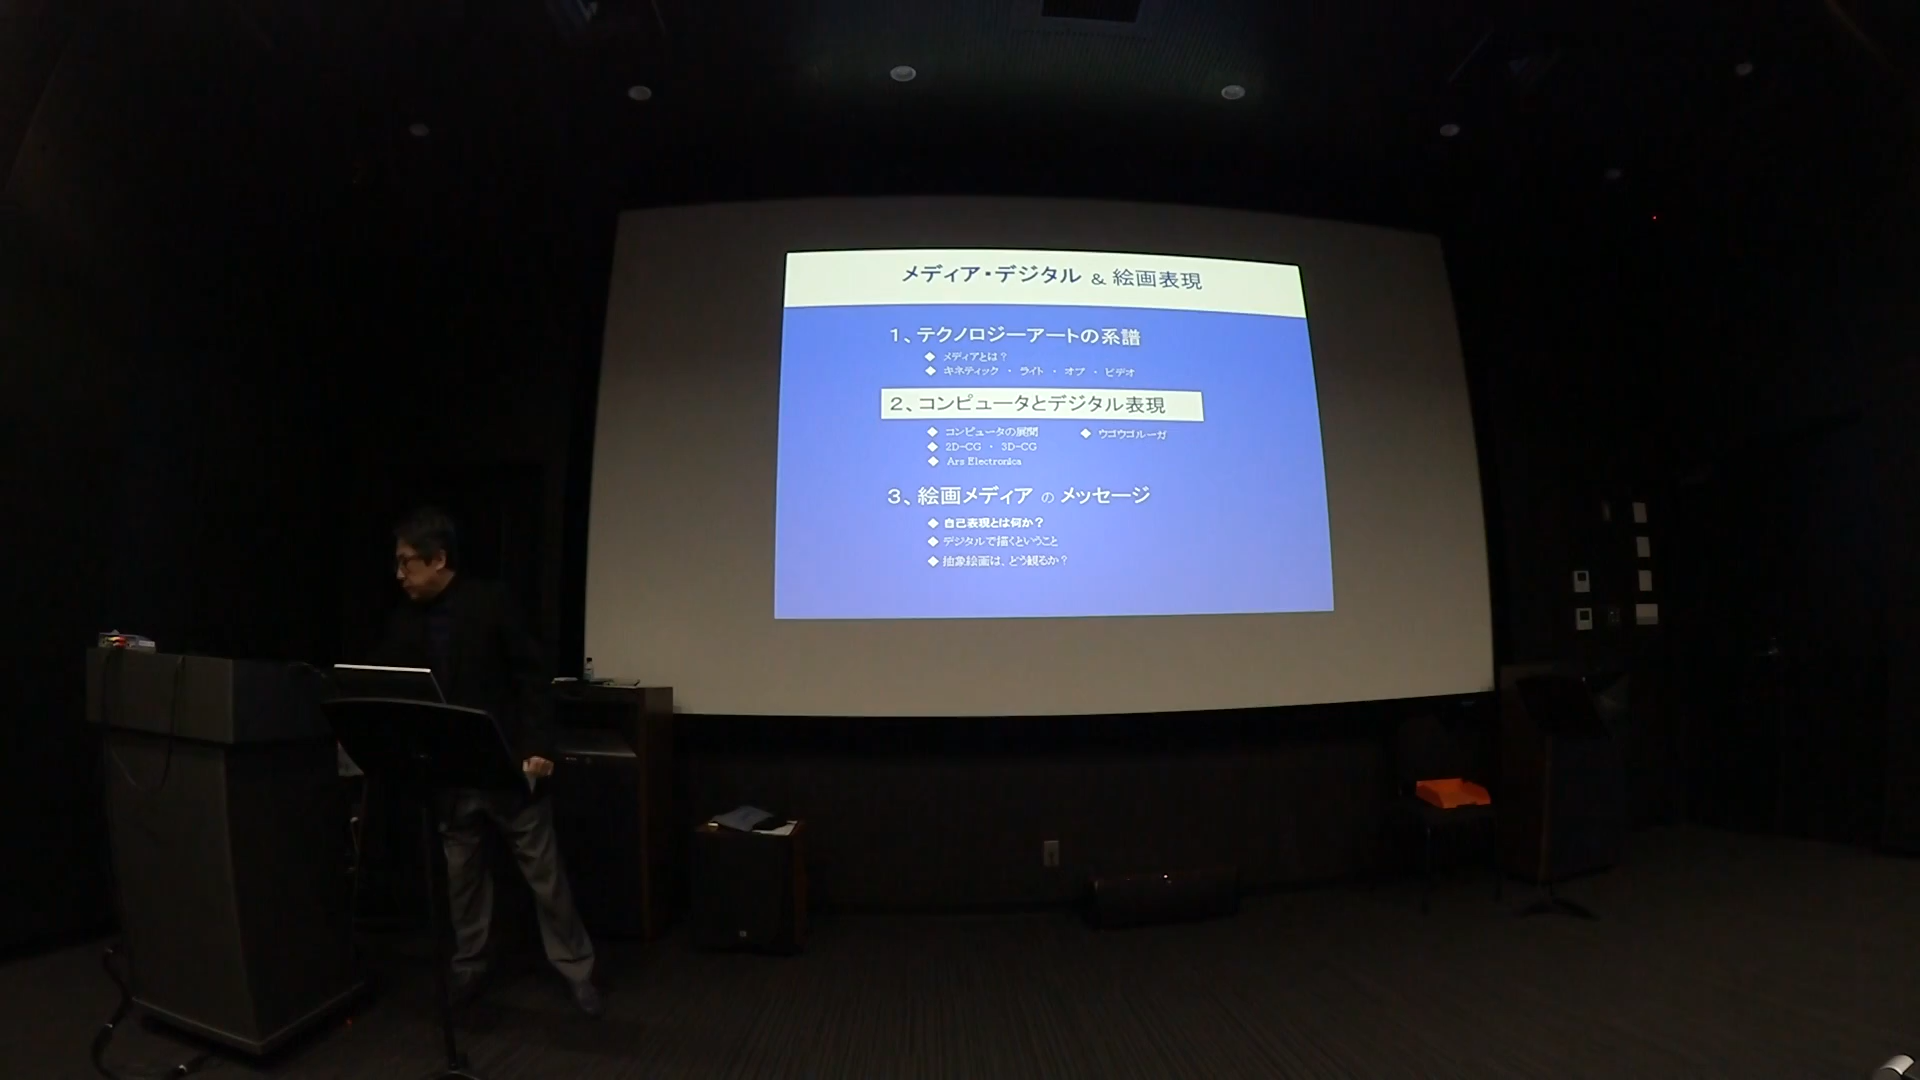 メディア・デジタル & 絵画表現
1、テクノロジーアートの系譜
◆ メディアとは？
◆ キネティック ・ ライト ・ オプ ・ ビデオ
2、コンピュータとデジタル表現
◆ コンピュータの展開 ◆ ウゴウゴルーガ
◆ 2D-CG ・ 3D-CG
◆ Ars Electronica
3、絵画メディア の メッセージ
◆ 自己表現とは何か？
◆ デジタルで描くということ
◆ 抽象絵画は、どう観るか？